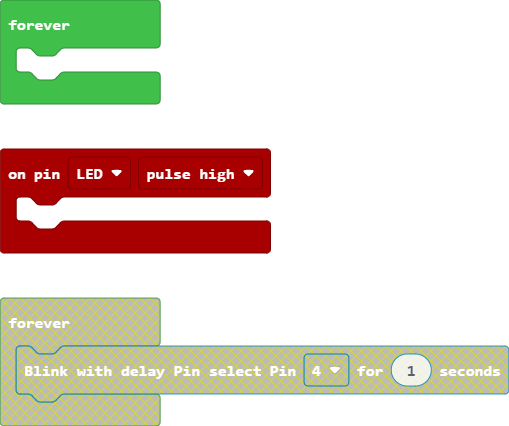 forever
on pin LED pulse high
forever
Blink with delay Pin select Pin 4 for 1 seconds